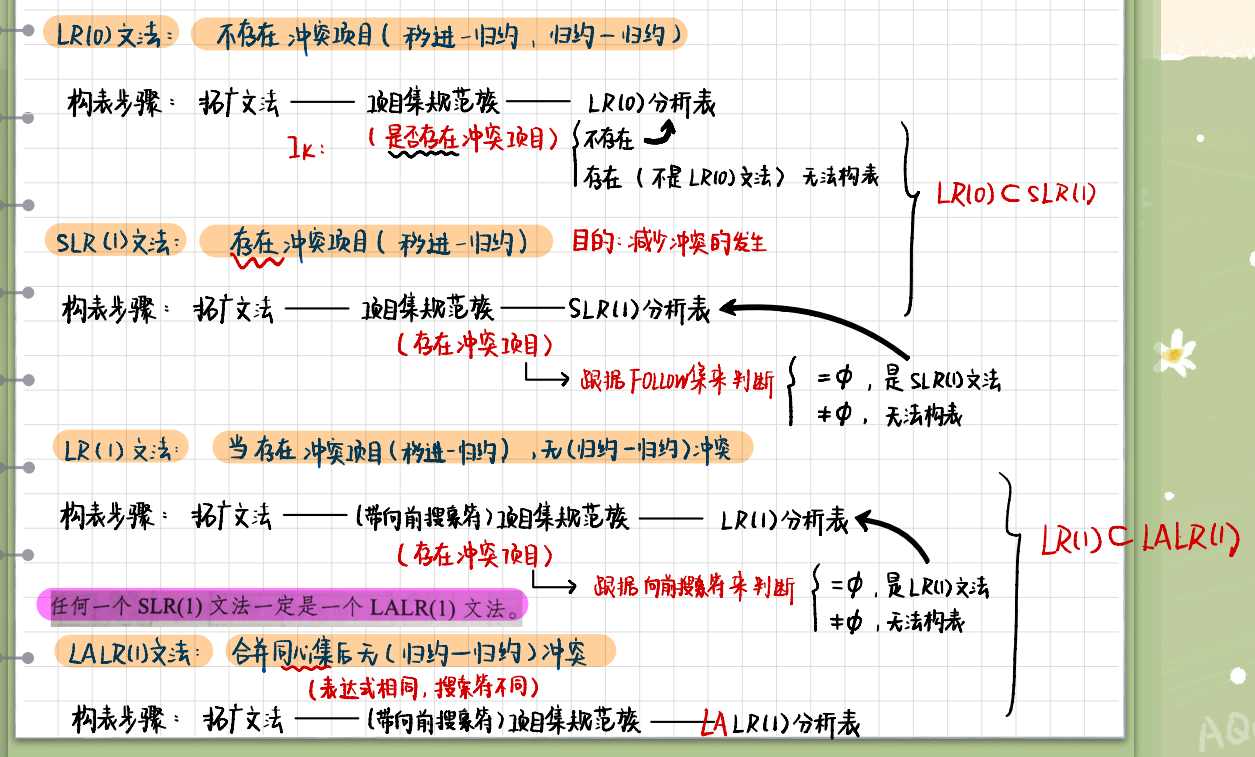 LR(0)文法： 不存在冲突项目(移进-归约，归约-归约)
构表步骤： 拓广文法 —— 项目集规范族 —— LR(0)分析表
Ik： (是否存在冲突项目) 不存在
存在(不是LR(0)文法) 无法构表
LR(0)⊂SLR(1)
SLR(1)文法： 存在冲突项目(移进-归约) 目的：减少冲突的发生
构表步骤： 拓广文法 —— 项目集规范族 —— SLR(1)分析表
(存在冲突项目)
跟据FOLLOW集来判断 =φ，是SLR(1)文法
≠φ，无法构表
LR(1)文法： 当存在冲突项目(移进-归约)，无(归约-归约)冲突
构表步骤： 拓广文法 —— (带向前搜索符)项目集规范族 —— LR(1)分析表
(存在冲突项目)
LR(1)⊂LALR(1)
跟据向前搜索符来判断 =φ，是LR(1)文法
≠φ，无法构表
任何一个 SLR(1) 文法一定是一个 LALR(1) 文法。
LALR(1)文法： 合并同心集后无(归约-归约)冲突
(表达式相同，搜索符不同)
构表步骤： 拓广文法 —— (带向前搜索符)项目集规范族 —— LALR(1)分析表